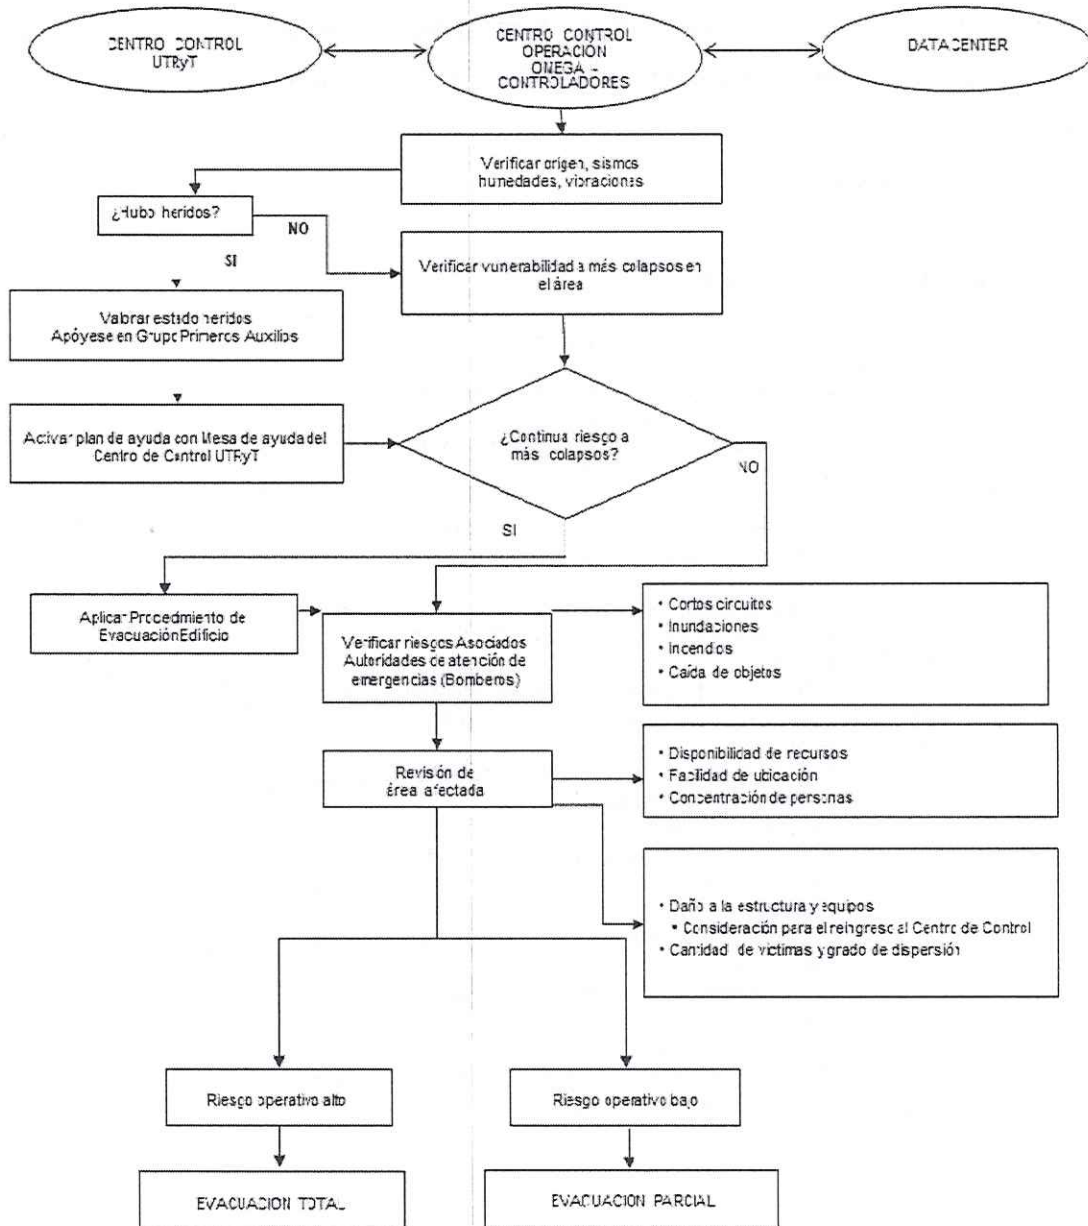 CENTRO CONTROL
UTRyT
CENTRO CONTROL
OPERACIÓN
OMEGA –
CONTROLADORES
DATACENTER
Verificar origen, sismos
humedades, vibraciones
¿Hubo heridos?
NO
SI
Verificar vulnerabilidad a más colapsos en
el área
Valorar estado heridos
Apóyese en Grupo Primeros Auxilios
Activar plan de ayuda con Mesa de ayuda del
Centro de Control UTRyT
¿Continua riesgo a
más colapsos?
NO
SI
Aplicar Procedimiento de
Evacuación Edificio
Verificar riesgos Asociados
Autoridades de atención de
emergencias (Bomberos)
• Cortos circuitos
• Inundaciones
• Incendios
• Caída de objetos
Revisión de
área afectada
• Disponibilidad de recursos
• Facilidad de ubicación
• Concentración de personas
• Daño a la estructura y equipos
• Consideración para el reingreso al Centro de Control
• Cantidad de victimas y grado de dispersión
Riesgo operativo alto
Riesgo operativo bajo
EVACUACION TOTAL
EVACUACION PARCIAL